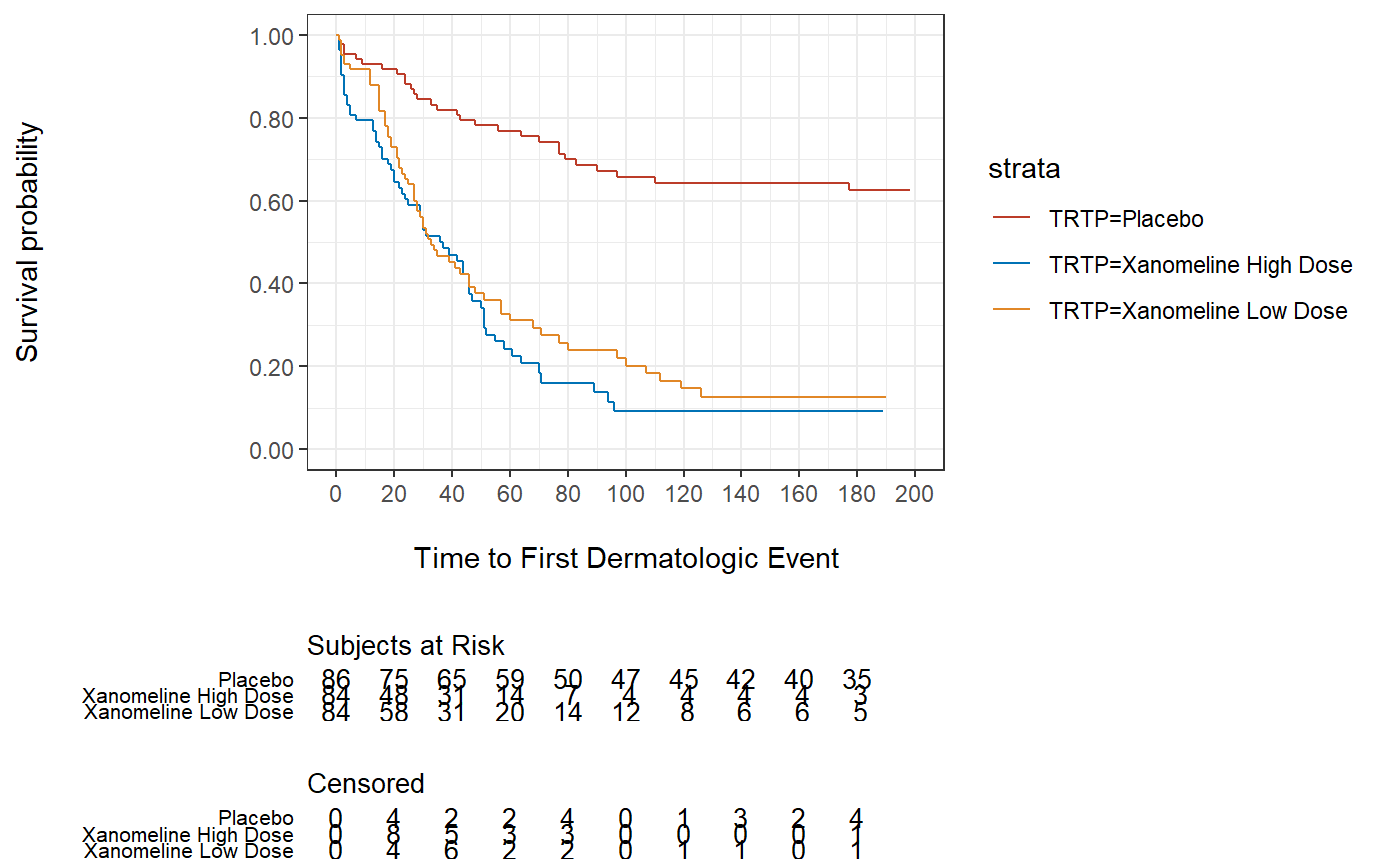 Survival probability
1.00
0.80
0.60
0.40
0.20
0.00
0 20 40 60 80 100 120 140 160 180 200
Time to First Dermatologic Event
strata
TRTP=Placebo
TRTP=Xanomeline High Dose
TRTP=Xanomeline Low Dose
Subjects at Risk
Placebo 86 75 65 59 50 47 45 42 40 35
Xanomeline High Dose 84 48 31 14 7 4 4 4 4 3
Xanomeline Low Dose 84 58 31 20 14 12 8 6 6 5
Censored
Placebo 0 4 2 2 4 0 1 3 2 4
Xanomeline High Dose 0 8 5 3 3 0 0 0 0 1
Xanomeline Low Dose 0 4 6 2 2 0 1 1 0 1